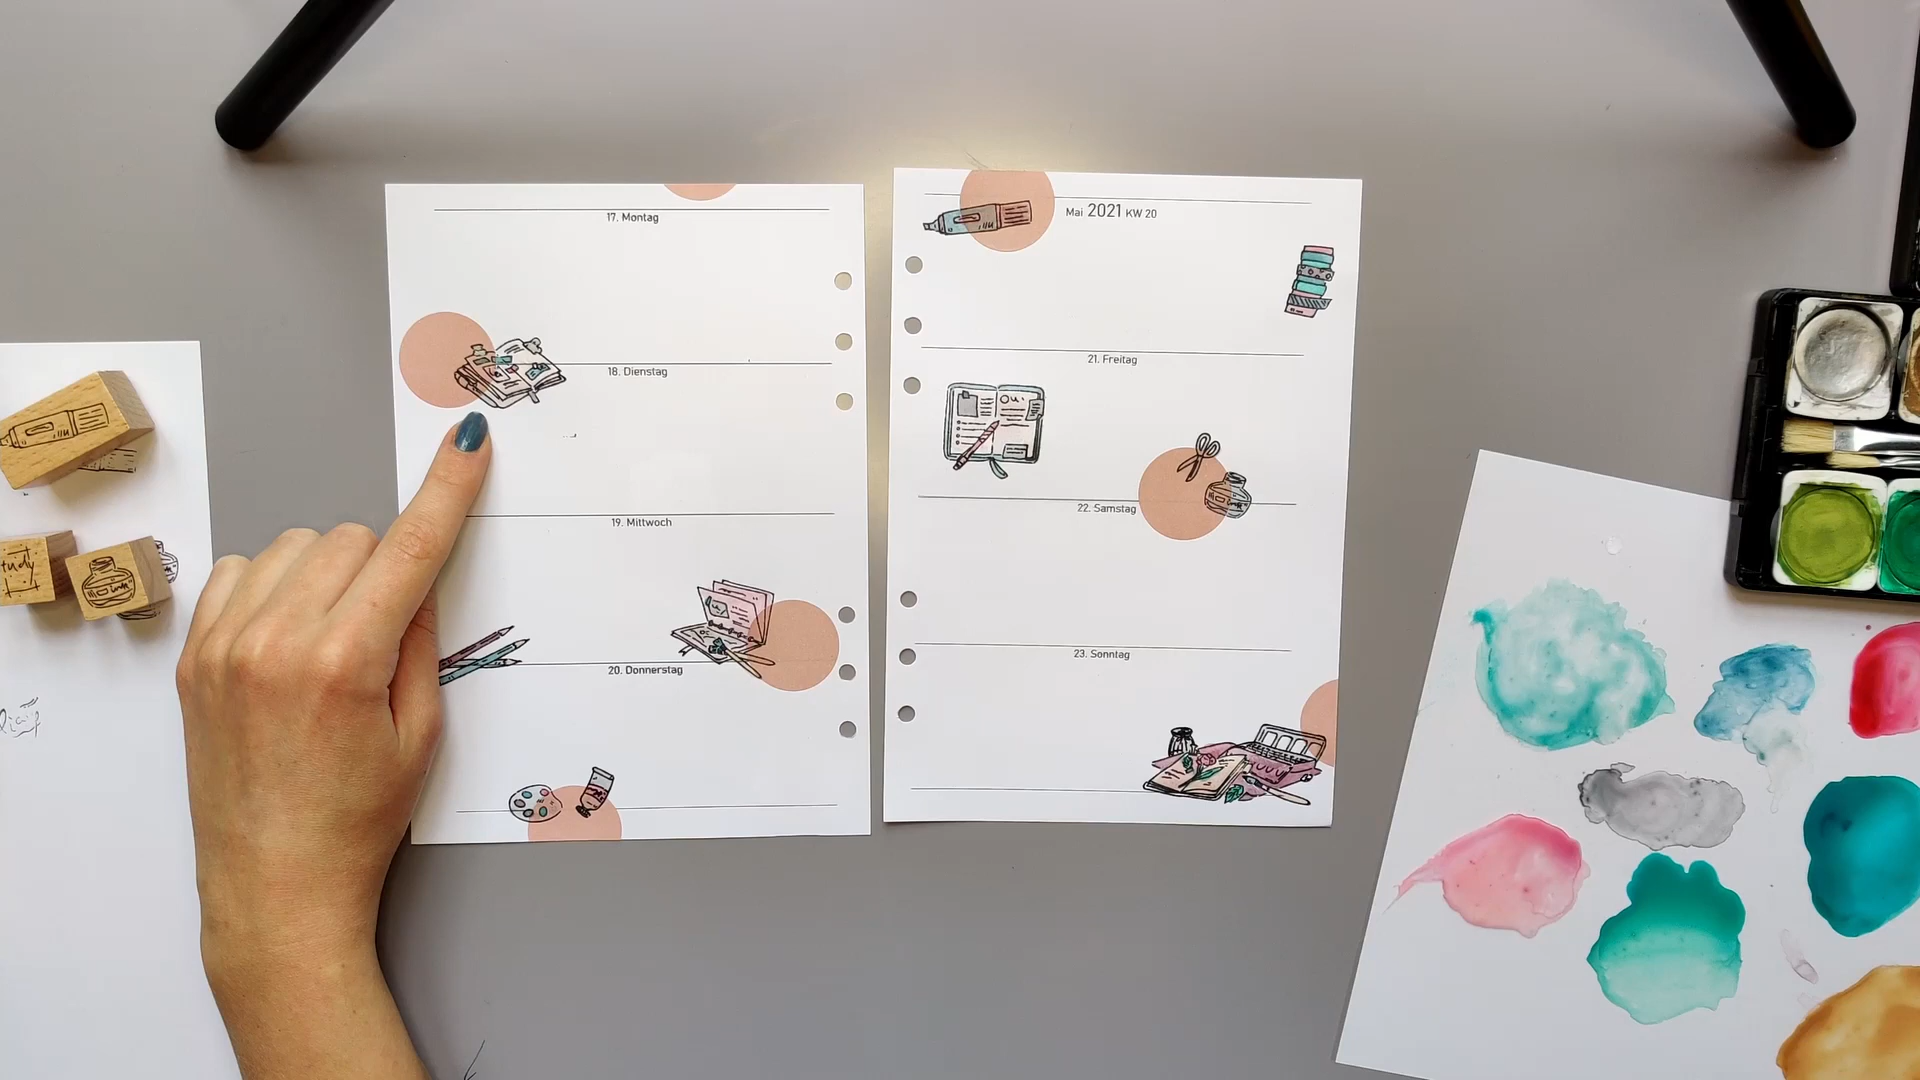 17. Montag
18. Dienstag
19. Mittwoch
20. Donnerstag
Mai 2021 KW 20
21. Freitag
22. Samstag
23. Sonntag